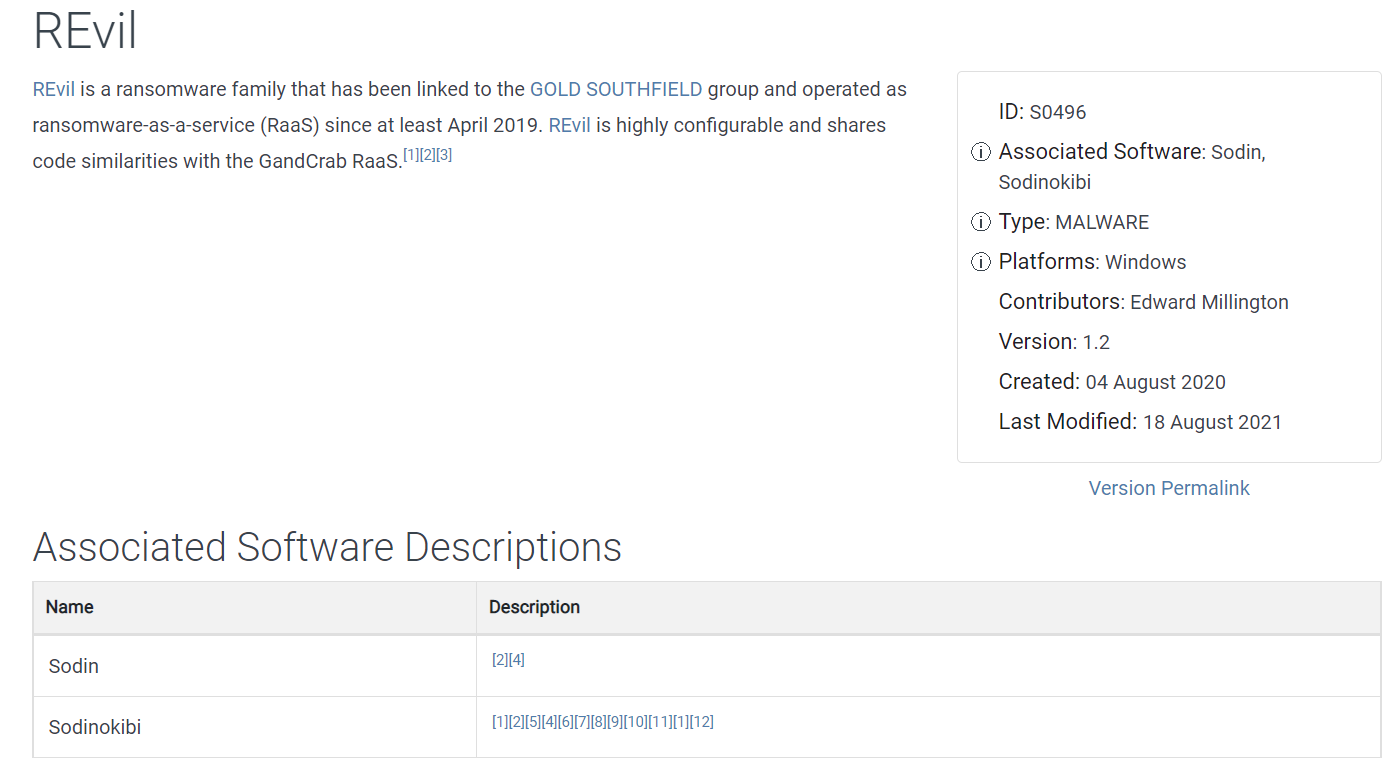 REvil
REvil is a ransomware family that has been linked to the GOLD SOUTHFIELD group and operated as
ransomware-as-a-service (RaaS) since at least April 2019. REvil is highly configurable and shares
code similarities with the GandCrab RaaS.[1][2][3]
ID: S0496
Associated Software: Sodin,
Sodinokibi
Type: MALWARE
Platforms: Windows
Contributors: Edward Millington
Version: 1.2
Created: 04 August 2020
Last Modified: 18 August 2021
Version Permalink
Associated Software Descriptions
Name Description
Sodin [2][4]
Sodinokibi [1][2][5][4][6][7][8][9][10][11][1][12]